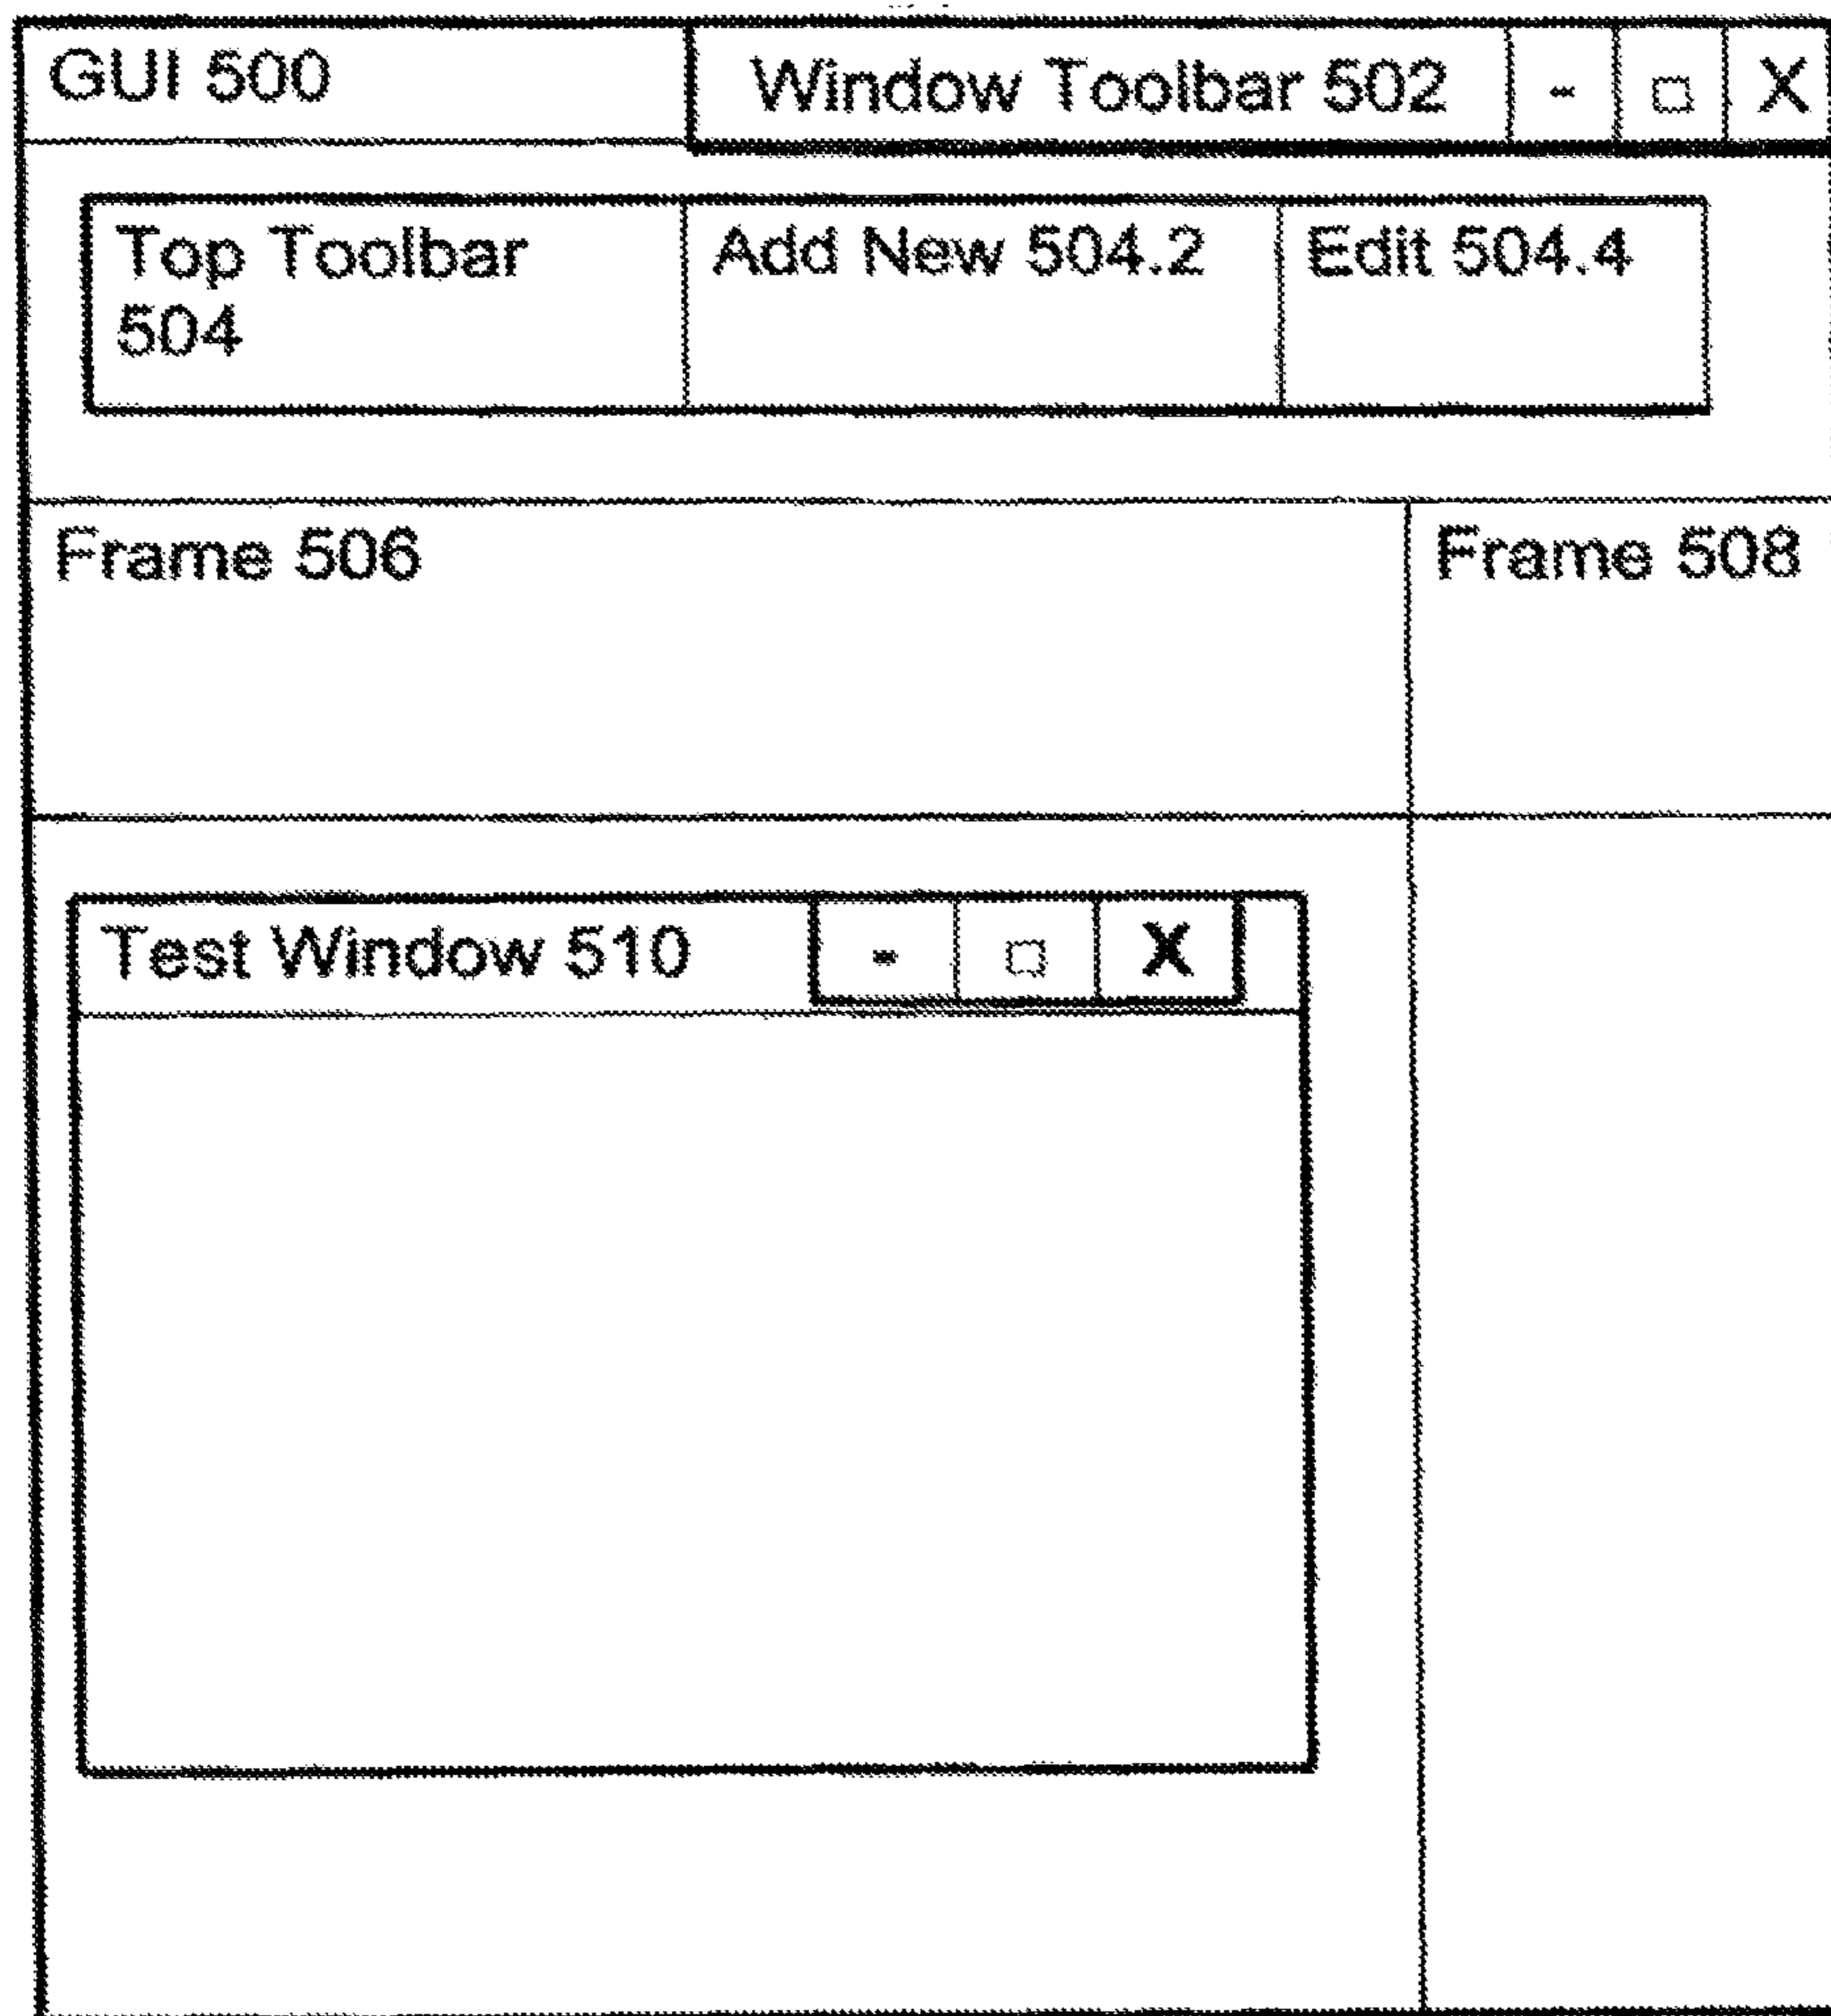 GUI 500
Window Toolbar 502 - □ X
Top Toolbar
504
Add New 504.2
Edit 504.4
Frame 506
Frame 508
Test Window 510 - □ X